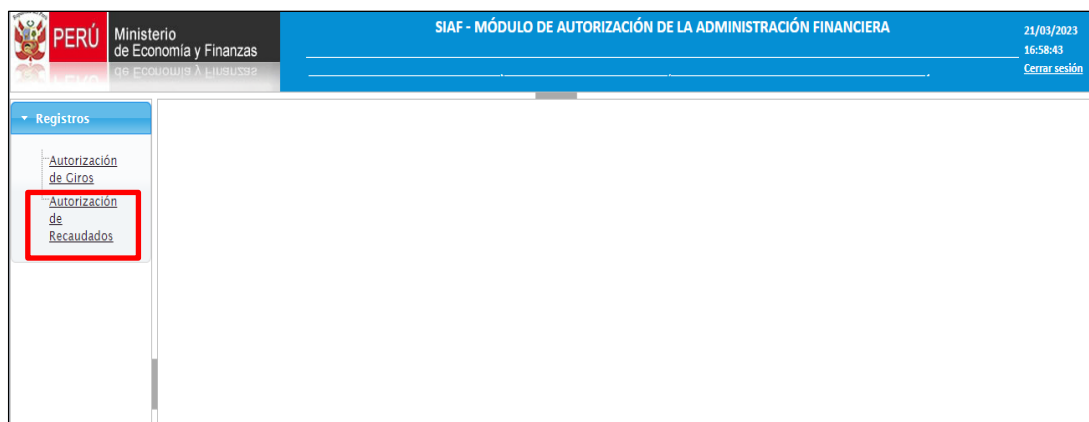 PERÚ
Ministerio
de Economía y Finanzas
SIAF - MÓDULO DE AUTORIZACIÓN DE LA ADMINISTRACIÓN FINANCIERA
21/03/2023
16:58:43
Cerrar sesión
Registros
Autorización
de Giros
Autorización
de
Recaudados